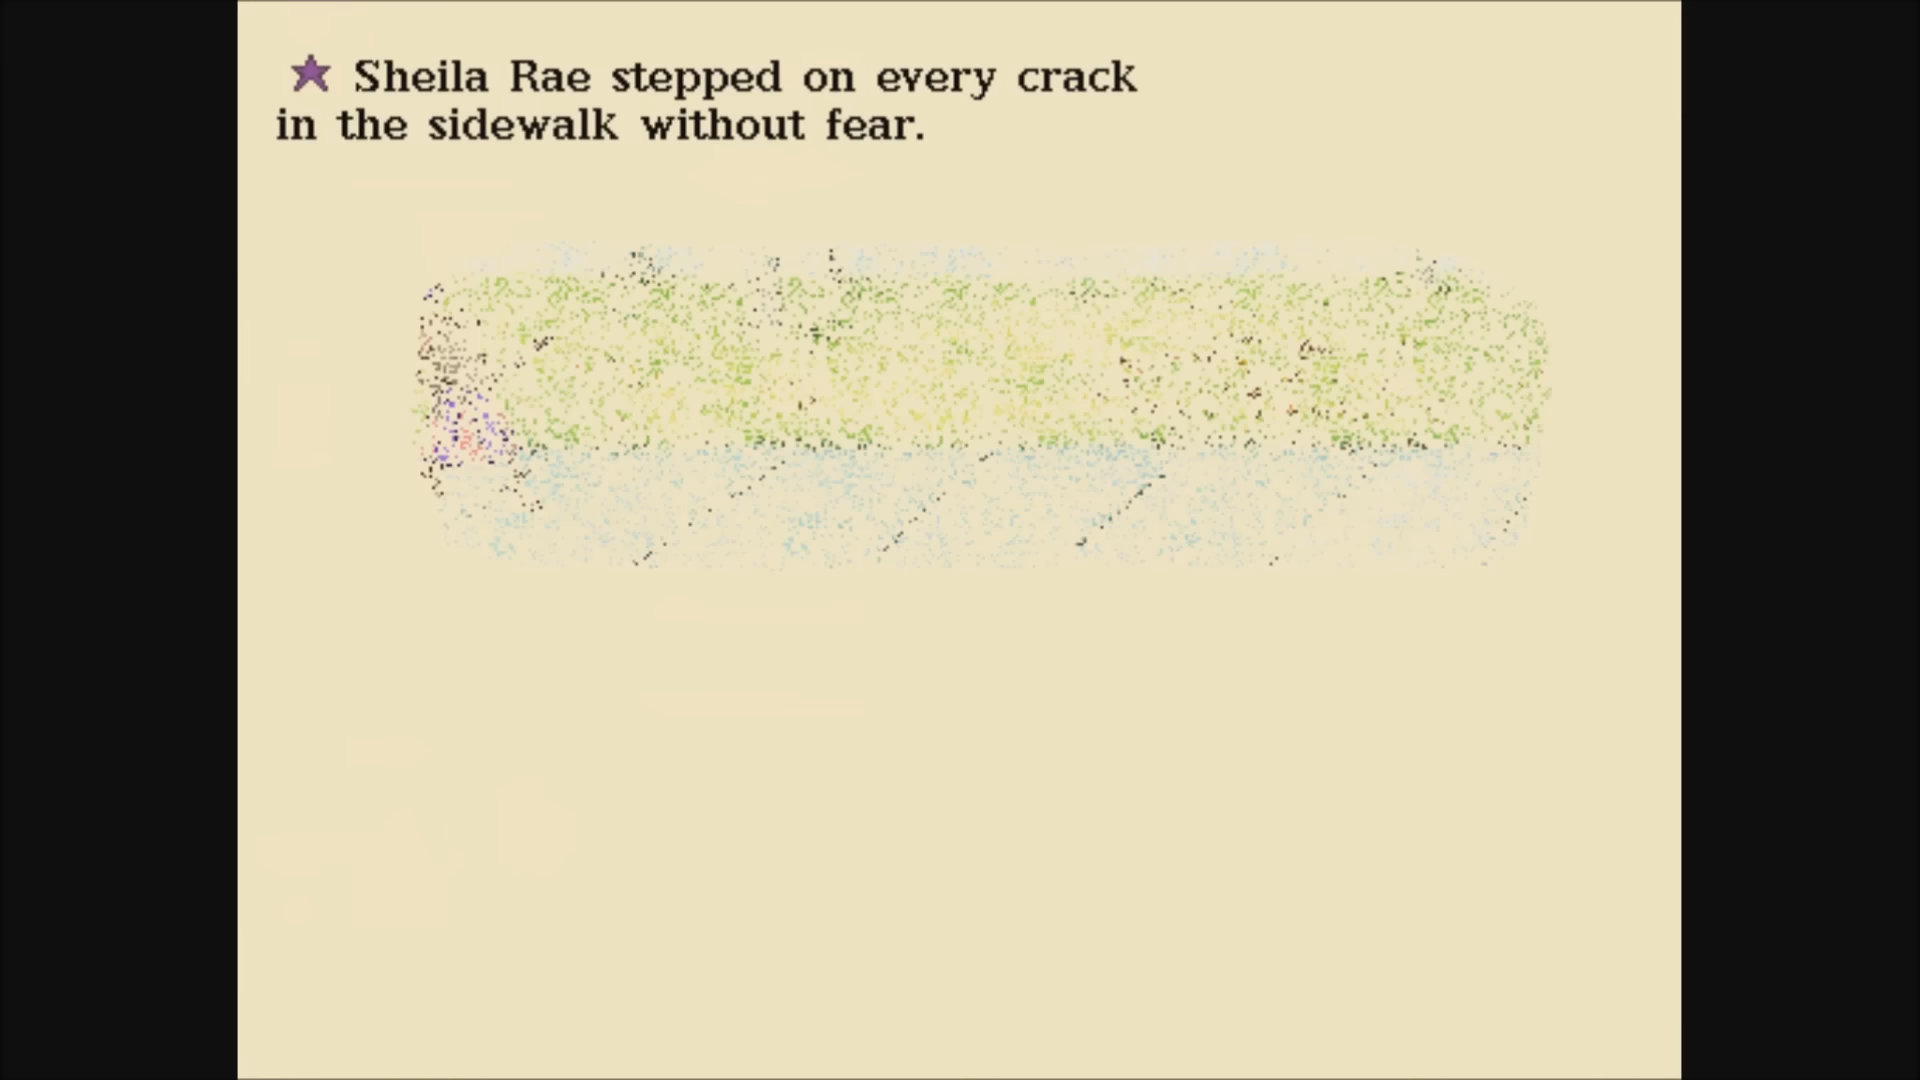 Sheila Rae stepped on every crack
in the sidewalk without fear.